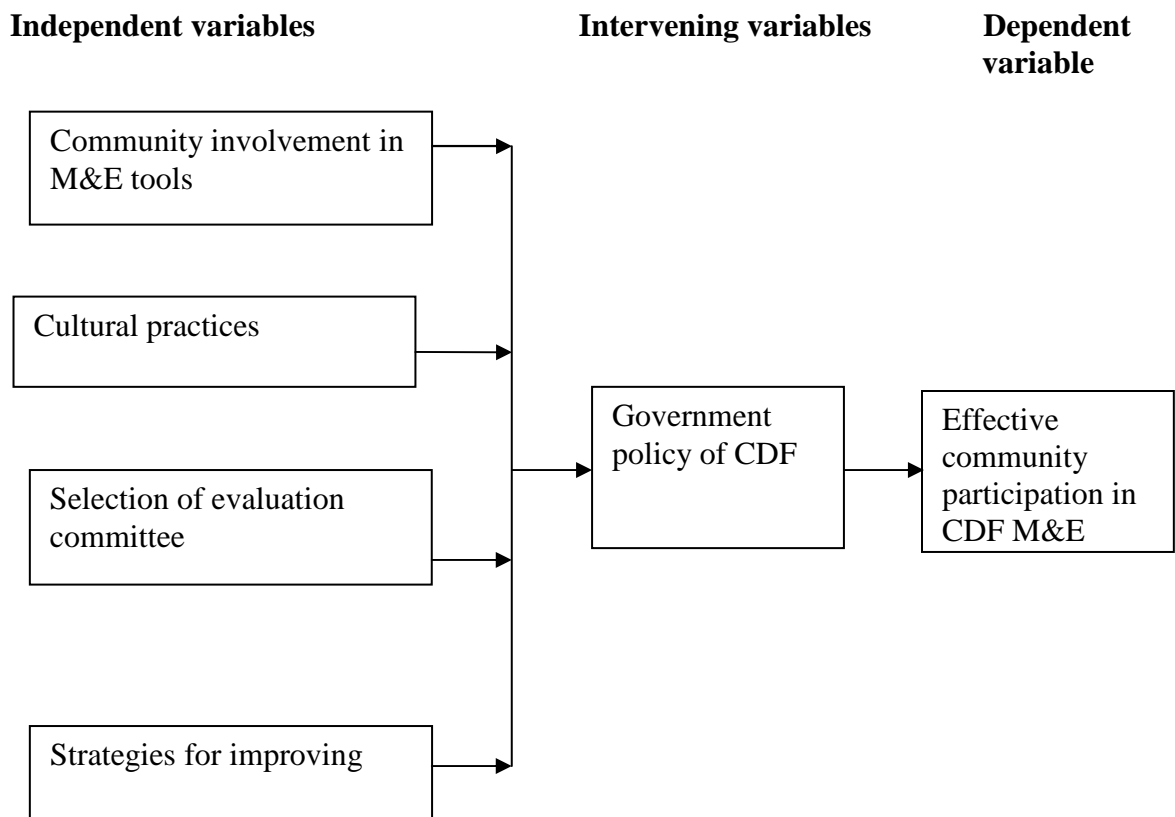 Independent variables
Intervening variables
Dependent
variable
Community involvement in
M&E tools
Cultural practices
Selection of evaluation
committee
Strategies for improving
Government
policy of CDF
Effective
community
participation in
CDF M&E